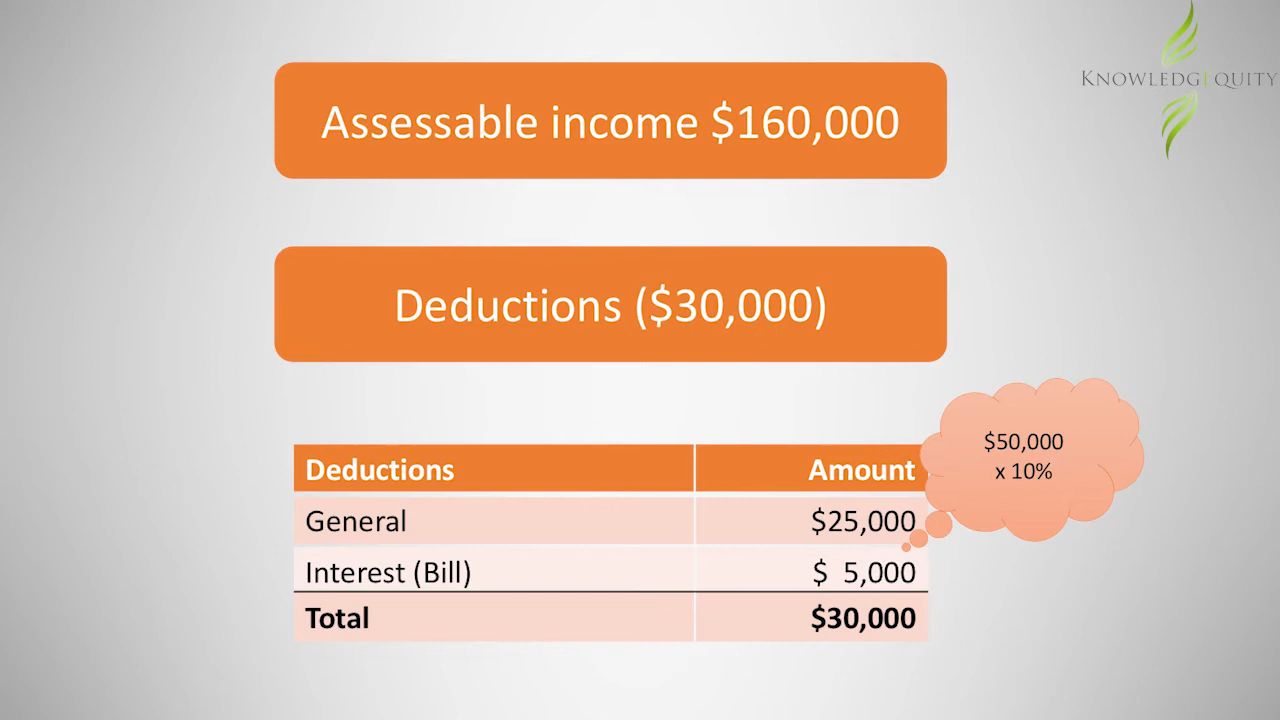 KNOWLEDGEQUITY
Assessable income $160,000
Deductions ($30,000)
$50,000
x 10%
Deductions Amount
General $25,000
Interest (Bill) $ 5,000
Total $30,000